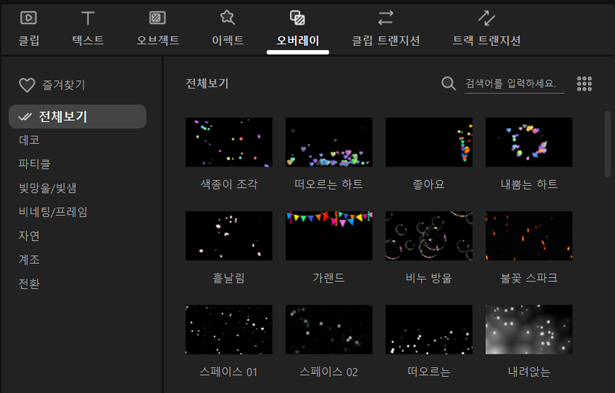 클립 텍스트 오브젝트 이펙트 오버레이 클립 트랜지션 트랙 트랜지션
즐겨찾기
전체보기
데코
파티클
빛망울/빛샘
비네팅/프레임
자연
계조
전환
전체보기 검색어를 입력하세요.
색종이 조각 떠오르는 하트 좋아요 내뿜는 하트
흩날림 가랜드 비누 방울 불꽃 스파크
스페이스 01 스페이스 02 떠오르는 내려앉는